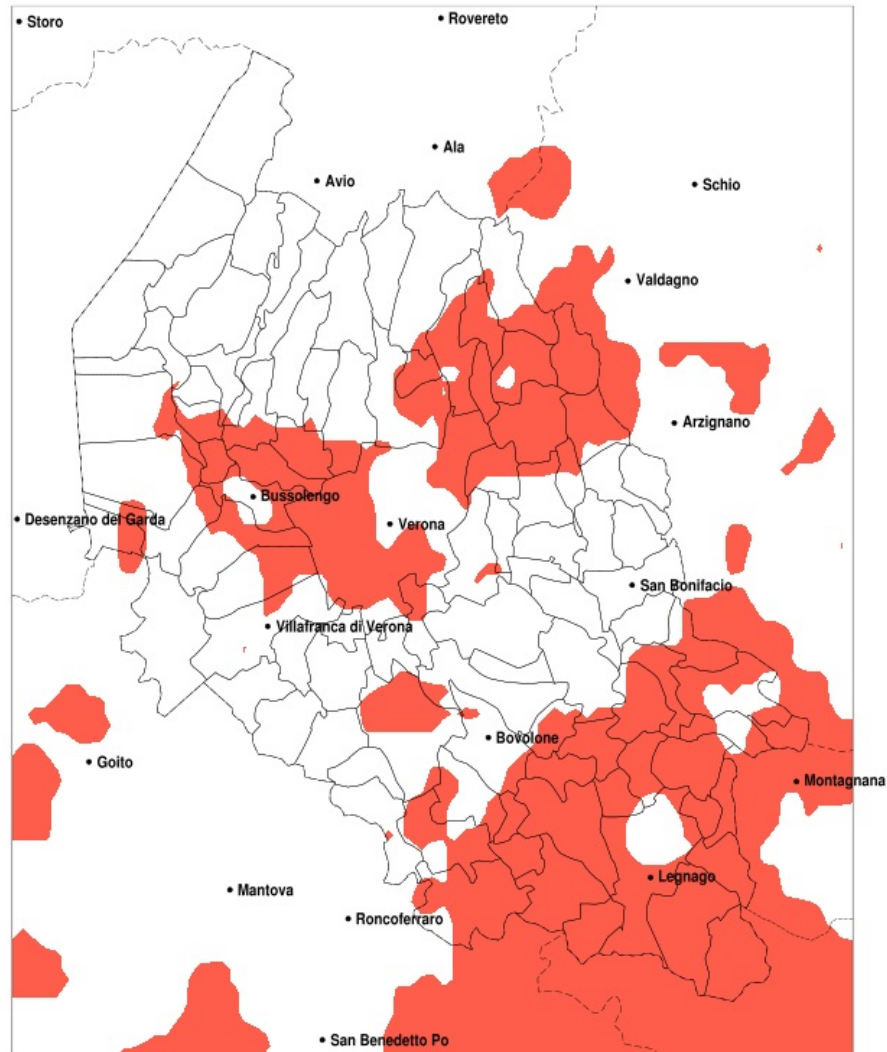 Storo
Rovereto
Ala
Avio
Schio
Valdagno
Arzignano
Bussolengo
Desenzano del Garda
Verona
San Bonifacio
Villafranca di Verona
Bovolone
Goito
Montagnana
Legnago
Mantova
Roncoferraro
San Benedetto Po